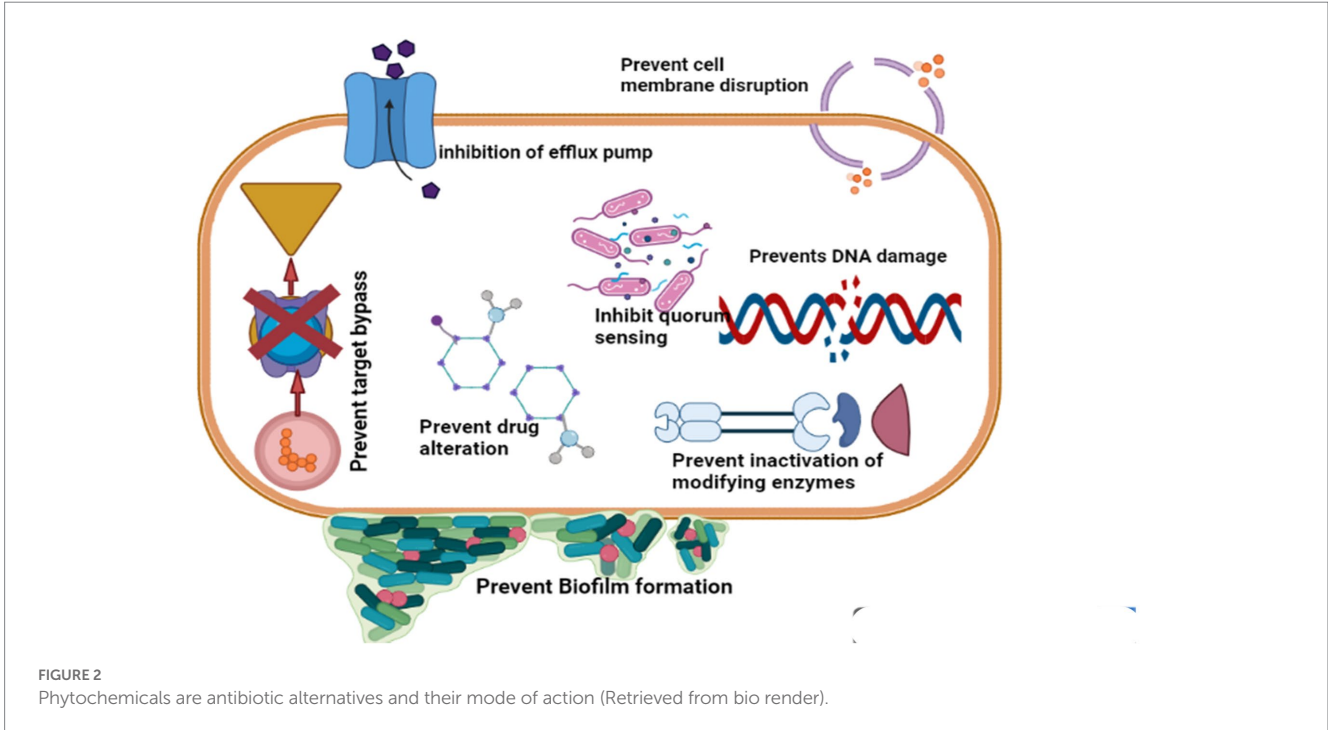 Prevent cell
membrane disruption
inhibition of efflux pump
Prevents DNA damage
Prevent target bypass
Inhibit quorum
sensing
Prevent drug
alteration
Prevent inactivation of
modifying enzymes
Prevent Biofilm formation
FIGURE 2
Phytochemicals are antibiotic alternatives and their mode of action (Retrieved from bio render).